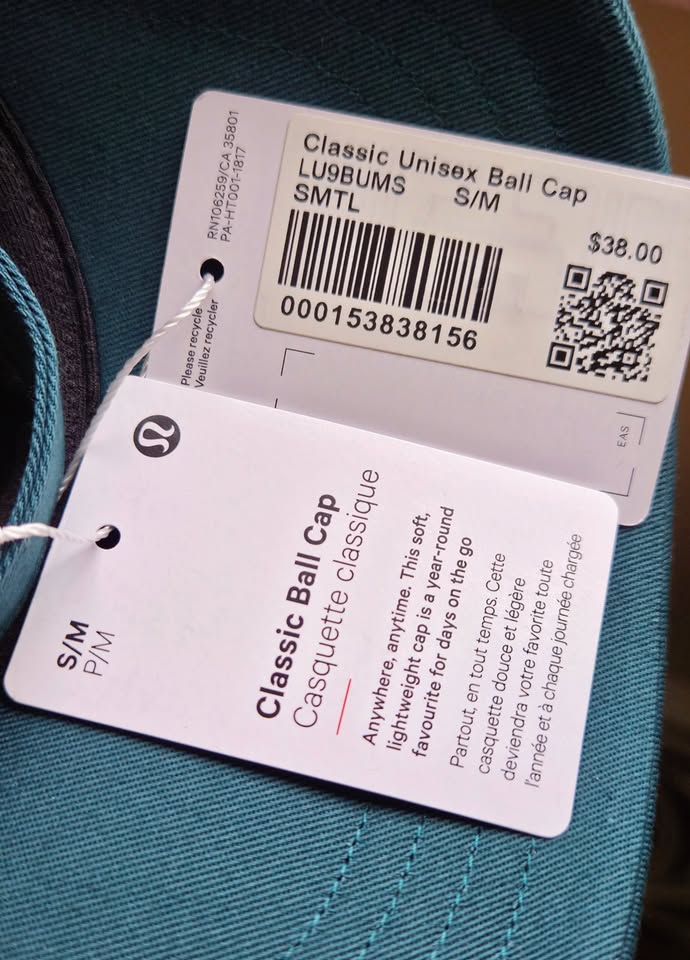 RN106259/CA 35801
PA-HT001-1817
Please recycle
Veuillez recycler
Classic Unisex Ball Cap
LU9BUMS S/M
SMTL
$38.00
000153838156
EAS
S/M
P/M
Classic Ball Cap
Casquette classique
Anywhere, anytime. This soft,
lightweight cap is a year-round
favourite for days on the go
Partout, en tout temps. Cette
casquette douce et légère
deviendra votre favorite toute
l'année et à chaque journée chargée